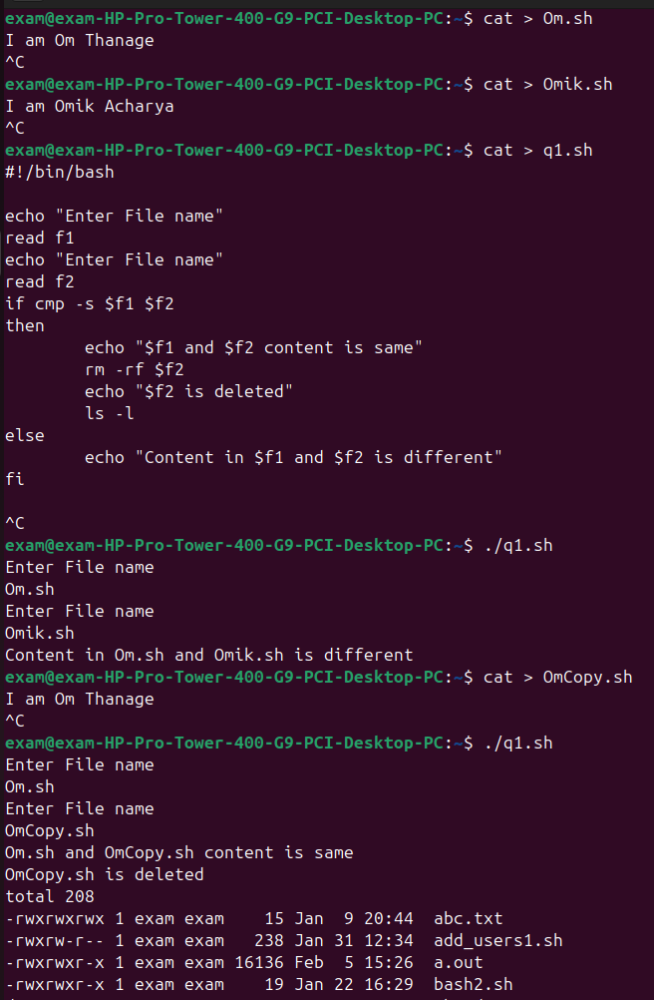 exam@exam-HP-Pro-Tower-400-G9-PCI-Desktop-PC:~$ cat > Om.sh
I am Om Thanage
^C
exam@exam-HP-Pro-Tower-400-G9-PCI-Desktop-PC:~$ cat > Omik.sh
I am Omik Acharya
^C
exam@exam-HP-Pro-Tower-400-G9-PCI-Desktop-PC:~$ cat > q1.sh
#!/bin/bash

echo "Enter File name"
read f1
echo "Enter File name"
read f2
if cmp -s $f1 $f2
then
        echo "$f1 and $f2 content is same"
        rm -rf $f2
        echo "$f2 is deleted"
        ls -l
else
        echo "Content in $f1 and $f2 is different"
fi

^C
exam@exam-HP-Pro-Tower-400-G9-PCI-Desktop-PC:~$ ./q1.sh
Enter File name
Om.sh
Enter File name
Omik.sh
Content in Om.sh and Omik.sh is different
exam@exam-HP-Pro-Tower-400-G9-PCI-Desktop-PC:~$ cat > OmCopy.sh
I am Om Thanage
^C
exam@exam-HP-Pro-Tower-400-G9-PCI-Desktop-PC:~$ ./q1.sh
Enter File name
Om.sh
Enter File name
OmCopy.sh
Om.sh and OmCopy.sh content is same
OmCopy.sh is deleted
total 208
-rwxrwxrwx 1 exam exam    15 Jan  9 20:44  abc.txt
-rwxrw-r-- 1 exam exam   238 Jan 31 12:34  add_users1.sh
-rwxrwxr-x 1 exam exam 16136 Feb  5 15:26  a.out
-rwxrwxr-x 1 exam exam    19 Jan 22 16:29  bash2.sh